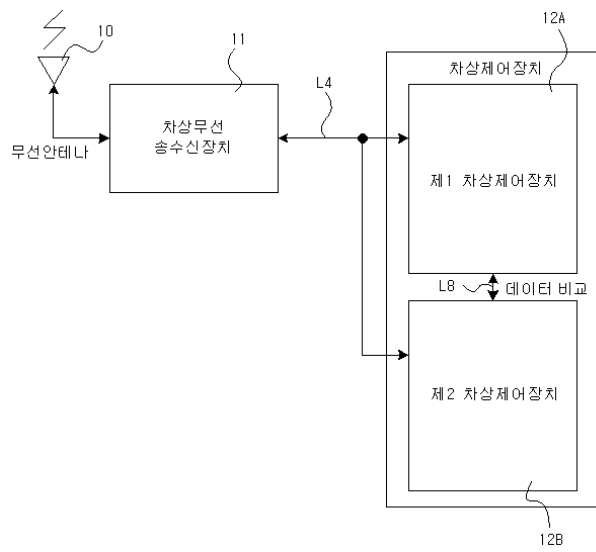 10
무선안테나
11
차상무선
송수신장치
L4
차상제어장치
12A
제1 차상제어장치
L8
데이터 비교
제2 차상제어장치
12B